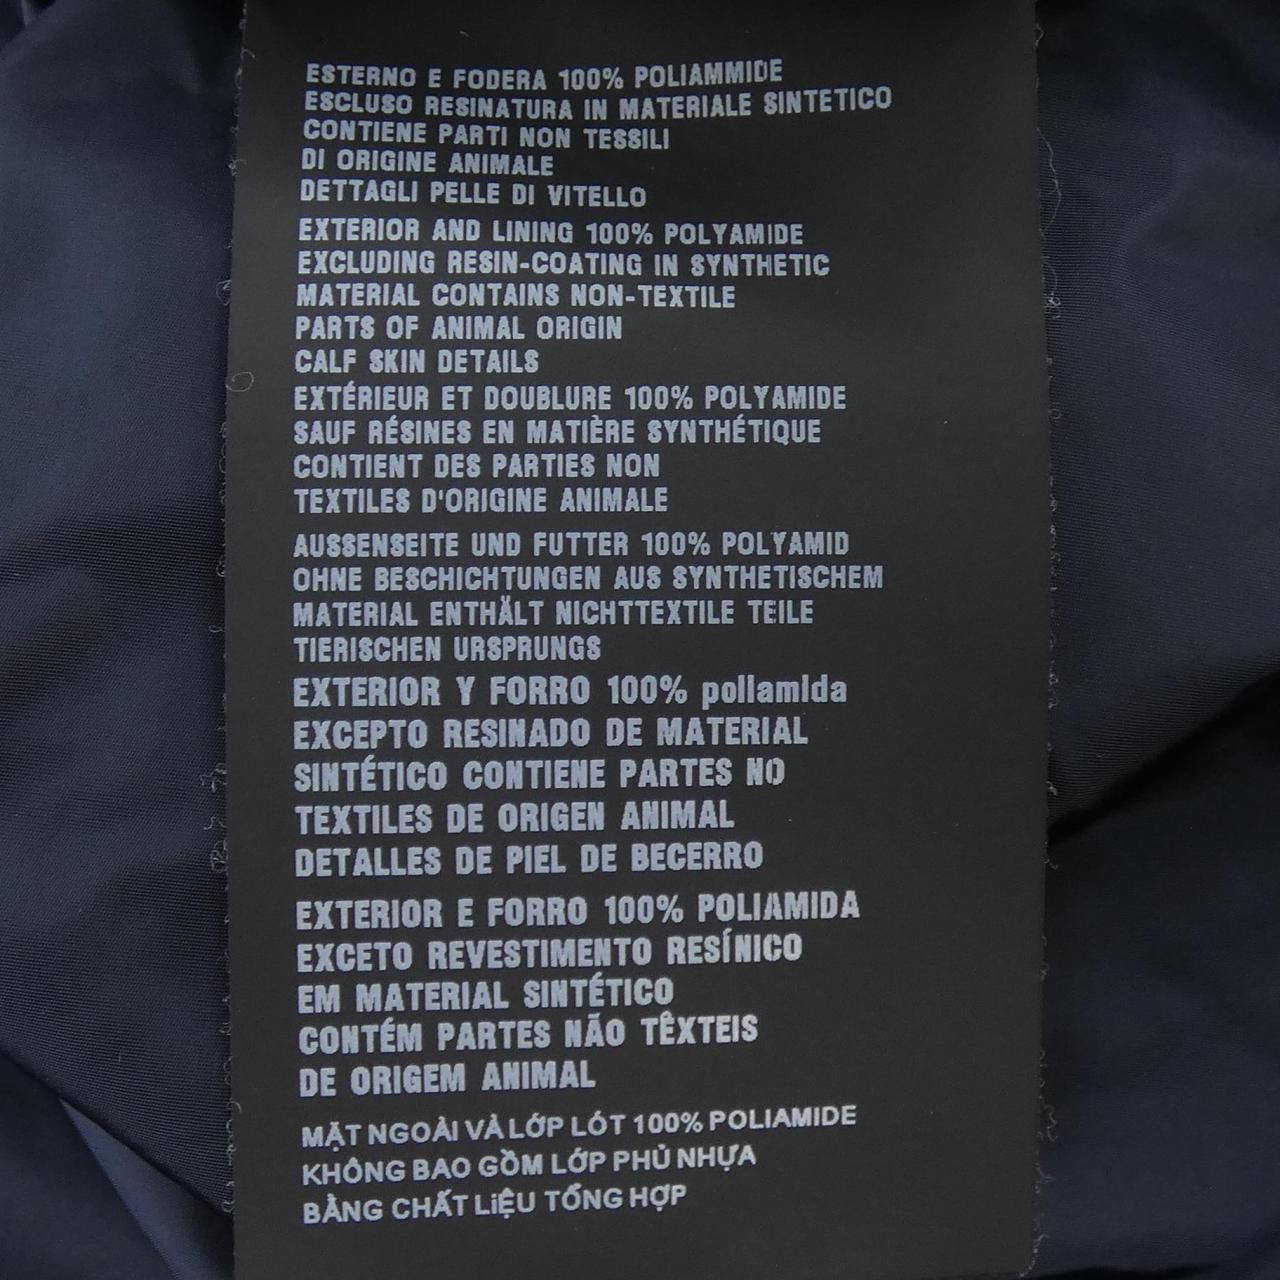 ESTERNO E FODERA 100% POLIAMMIDE
ESCLUSO RESINATURA IN MATERIALE SINTETICO
CONTIENE PARTI NON TESSILI
DI ORIGINE ANIMALE
DETTAGLI PELLE DI VITELLO
EXTERIOR AND LINING 100% POLYAMIDE
EXCLUDING RESIN-COATING IN SYNTHETIC
MATERIAL CONTAINS NON-TEXTILE
PARTS OF ANIMAL ORIGIN
CALF SKIN DETAILS
EXTÉRIEUR ET DOUBLURE 100% POLYAMIDE
SAUF RÉSINES EN MATIÈRE SYNTHÉTIQUE
CONTIENT DES PARTIES NON
TEXTILES D'ORIGINE ANIMALE
AUSSENSEITE UND FUTTER 100% POLYAMID
OHNE BESCHICHTUNGEN AUS SYNTHETISCHEM
MATERIAL ENTHÄLT NICHTTEXTILE TEILE
TIERISCHEN URSPRUNGS
EXTERIOR Y FORRO 100% poliamida
EXCEPTO RESINADO DE MATERIAL
SINTÉTICO CONTIENE PARTES NO
TEXTILES DE ORIGEN ANIMAL
DETALLES DE PIEL DE BECERRO
EXTERIOR E FORRO 100% POLIAMIDA
EXCETO REVESTIMENTO RESÍNICO
EM MATERIAL SINTÉTICO
CONTÉM PARTES NÃO TÊXTEIS
DE ORIGEM ANIMAL
MẶT NGOÀI VÀ LỚP LÓT 100% POLIAMIDE
KHÔNG BAO GỒM LỚP PHỦ NHỰA
BẰNG CHẤT LiỆU TỔNG HỢP